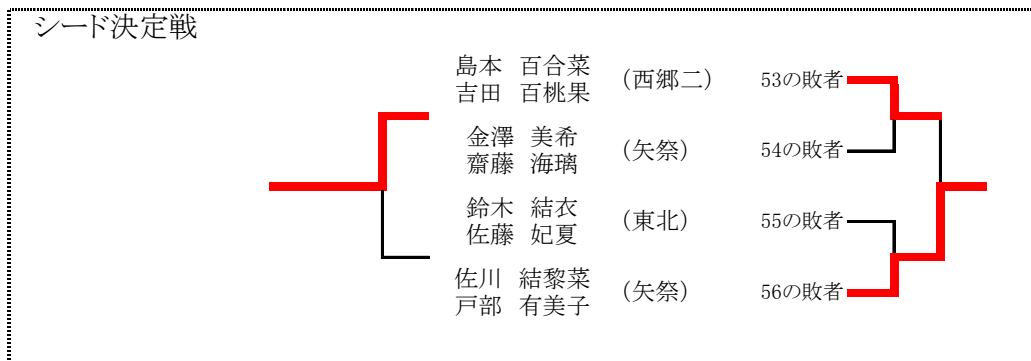 シード決定戦
島本 百合菜
吉田 百桃果
(西郷二)
53の敗者
金澤 美希
齋藤 海璃
(矢祭)
54の敗者
鈴木 結衣
佐藤 妃夏
(東北)
55の敗者
佐川 結黎菜
戸部 有美子
(矢祭)
56の敗者